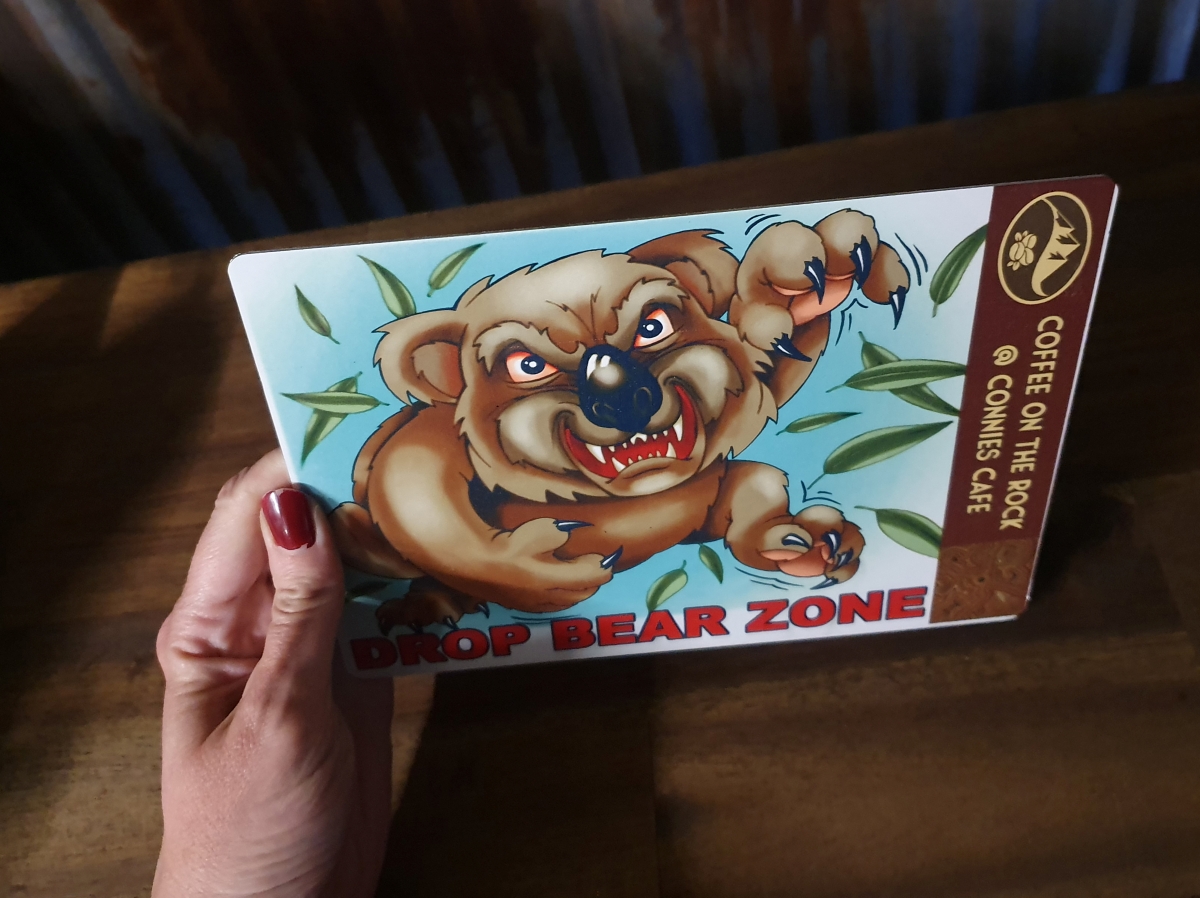 DROP BEAR ZONE
COFFEE ON THE ROCK
@ CONNIES CAFE